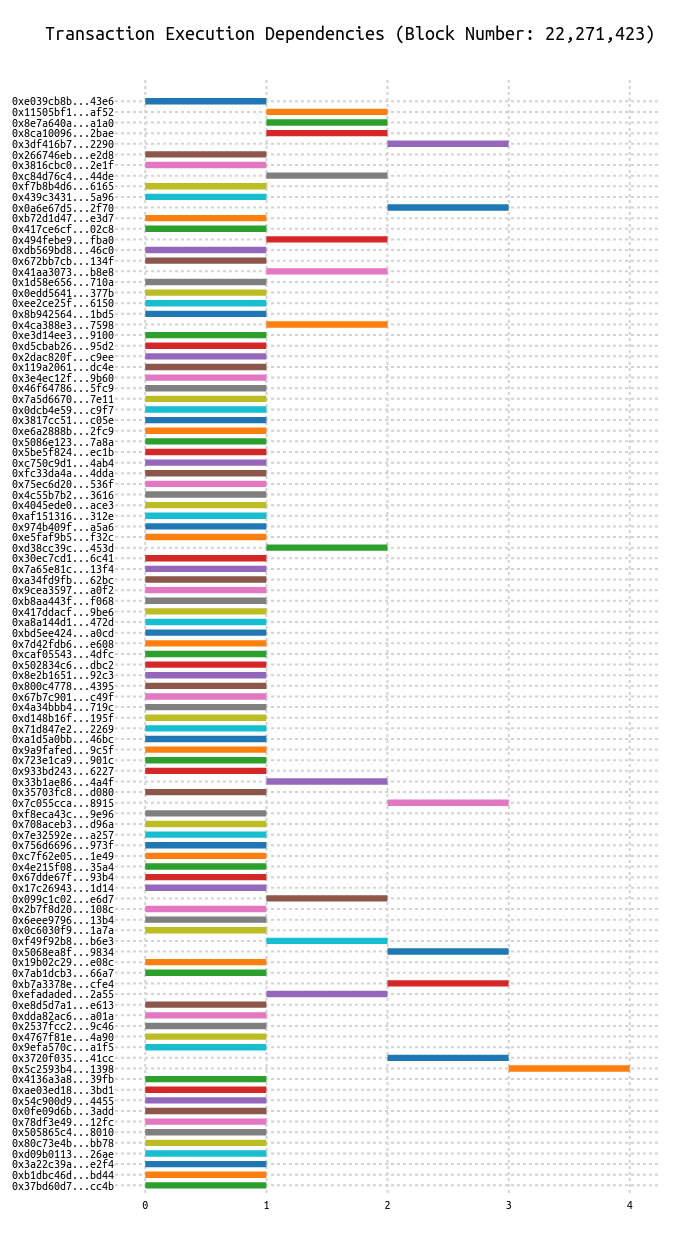 Transaction Execution Dependencies (Block Number: 22,271,423)
0xe039cb8b...43e6
0x11505bf1...af52
0x8e7a640a...a1a0
0x8ca10096...2bae
0x3df416b7...2290
0x266746eb...e2d8
0x3816cbc0...2e1f
0xc84d76c4...44de
0xf7b8b4d6...6165
0x439c3431...5a96
0x0a6e67d5...2f70
0xb72d1d47...e3d7
0x417ce6cf...02c8
0x494febe9...fba0
0xdb569bd8...46c0
0x672bb7cb...134f
0x41aa3073...b8e8
0x1d58e656...710a
0x0edd5641...377b
0xee2ce25f...6150
0x8b942564...1bd5
0x4ca388e3...7598
0xe3d14ee3...9100
0xd5cbab26...95d2
0x2dac820f...c9ee
0x119a2061...dc4e
0x3e4ec12f...9b60
0x46f64786...5fc9
0x7a5d6670...7e11
0x0dcb4e59...c9f7
0x3817cc51...c05e
0xe6a2888b...2fc9
0x5086e123...7a8a
0x5be5f824...ec1b
0xc750c9d1...4ab4
0xfc33da4a...4dda
0x75ec6d20...536f
0x4c55b7b2...3616
0x4045ede0...ace3
0xaf151316...312e
0x974b409f...a5a6
0xe5faf9b5...f32c
0xd38cc39c...453d
0x30ec7cd1...6c41
0x7a65e81c...13f4
0xa34fd9fb...62bc
0x9cea3597...a0f2
0xb8aa443f...f068
0x417ddacf...9be6
0xa8a144d1...472d
0xbd5ee424...a0cd
0x7d42fdb6...e608
0xcaf05543...4dfc
0x502834c6...dbc2
0x8e2b1651...92c3
0x800c4778...4395
0x67b7c901...c49f
0x4a34bbb4...719c
0xd148b16f...195f
0x71d847e2...2269
0xa1d5a0bb...46bc
0x9a9fafed...9c5f
0x723e1ca9...901c
0x933bd243...6227
0x33b1ae86...4a4f
0x35703fc8...d080
0x7c055cca...8915
0xf8eca43c...9e96
0x708aceb3...d96a
0x7e32592e...a257
0x756d6696...973f
0xc7f62e05...1e49
0x4e215f08...35a4
0x67dde67f...93b4
0x17c26943...1d14
0x099c1c02...e6d7
0x2b7f8d20...108c
0x6eee9796...13b4
0x0c6030f9...1a7a
0xf49f92b8...b6e3
0x5068ea8f...9834
0x19b02c29...e08c
0x7ab1dcb3...66a7
0xb7a3378e...cfe4
0xefadaded...2a55
0xe8d5d7a1...e613
0xdda82ac6...a01a
0x2537fcc2...9c46
0x4767f81e...4a90
0x9efa570c...a1f5
0x3720f035...41cc
0x5c2593b4...1398
0x4136a3a8...39fb
0xae03ed18...3bd1
0x54c900d9...4455
0x0fe09d6b...3add
0x78df3e49...12fc
0x505865c4...8010
0x80c73e4b...bb78
0xd09b0113...26ae
0x3a22c39a...e2f4
0xb1dbc46d...bd44
0x37bd60d7...cc4b
0 1 2 3 4